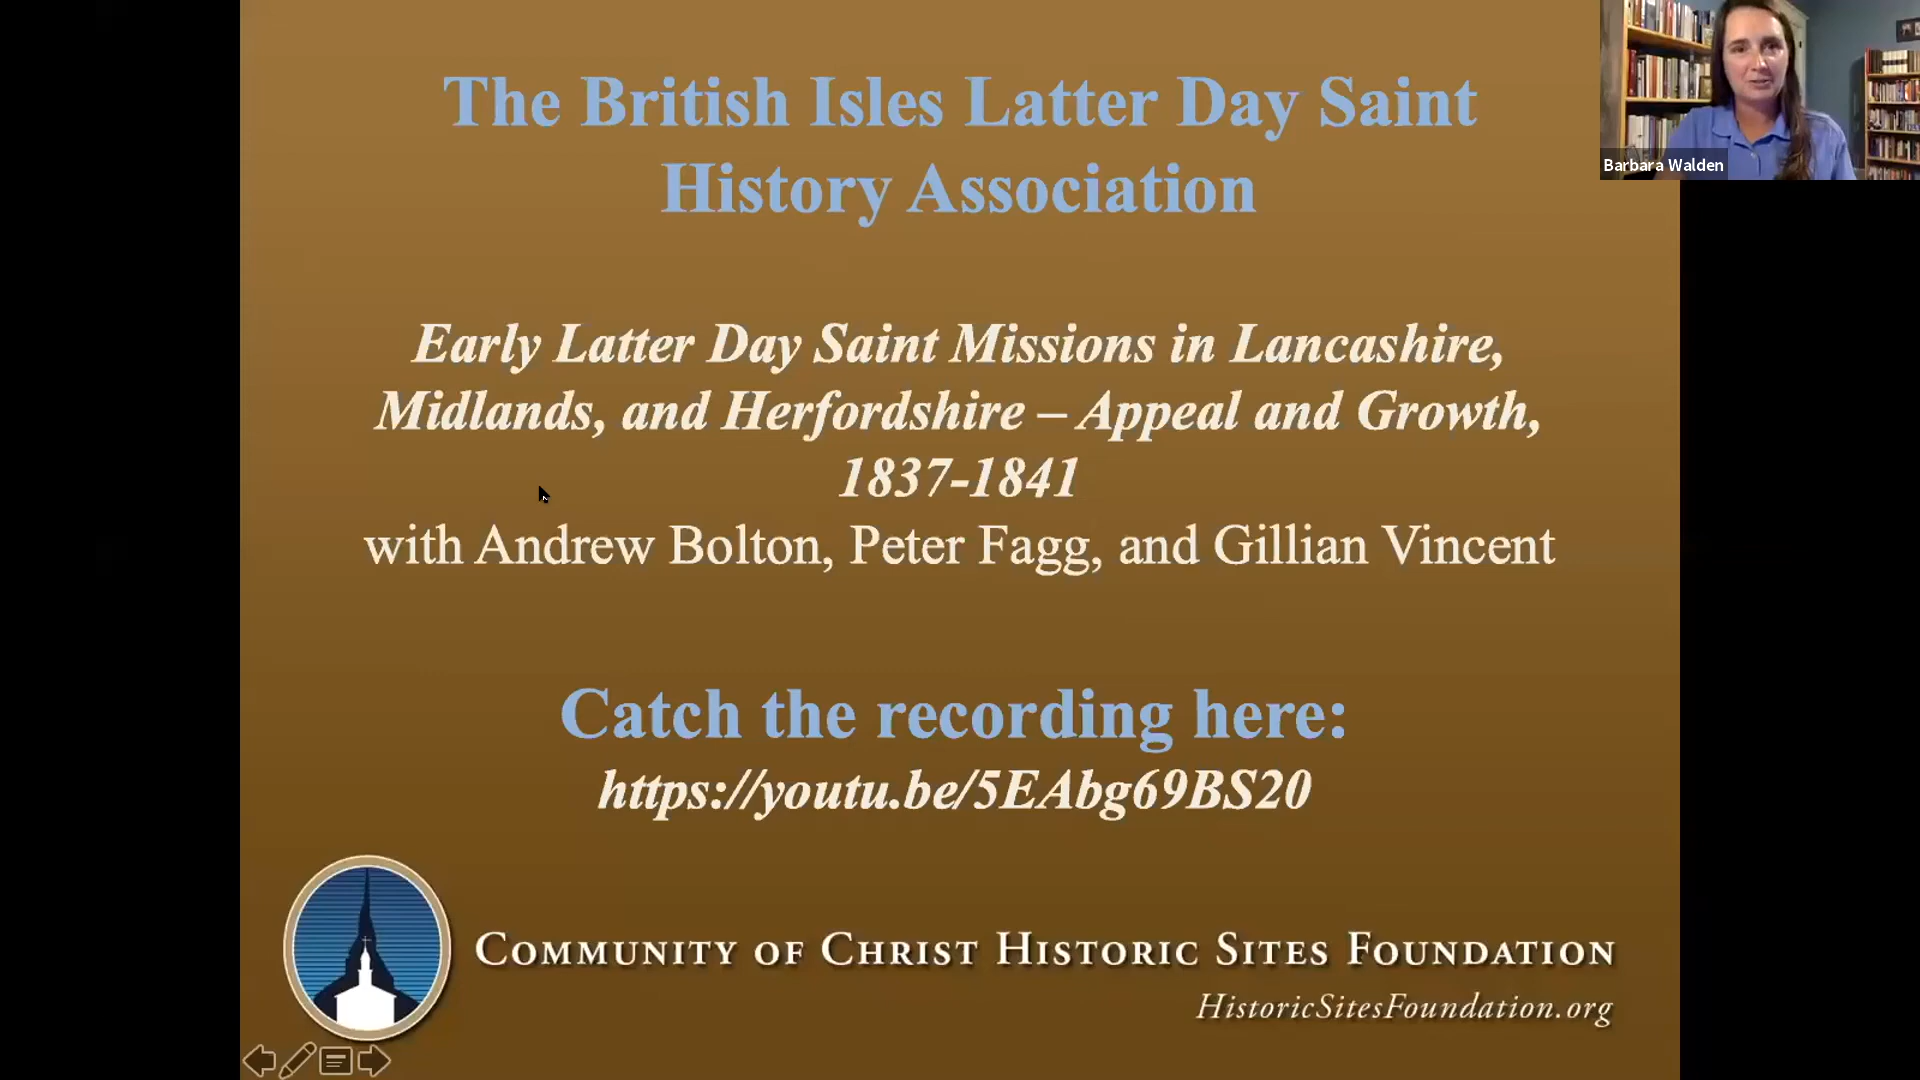 The British Isles Latter Day Saint
History Association
Barbara Walden
Early Latter Day Saint Missions in Lancashire,
Midlands, and Herfordshire – Appeal and Growth,
1837-1841
with Andrew Bolton, Peter Fagg, and Gillian Vincent
Catch the recording here:
https://youtu.be/5EAbg69BS20
COMMUNITY OF CHRIST HISTORIC SITES FOUNDATION
HistoricSitesFoundation.org